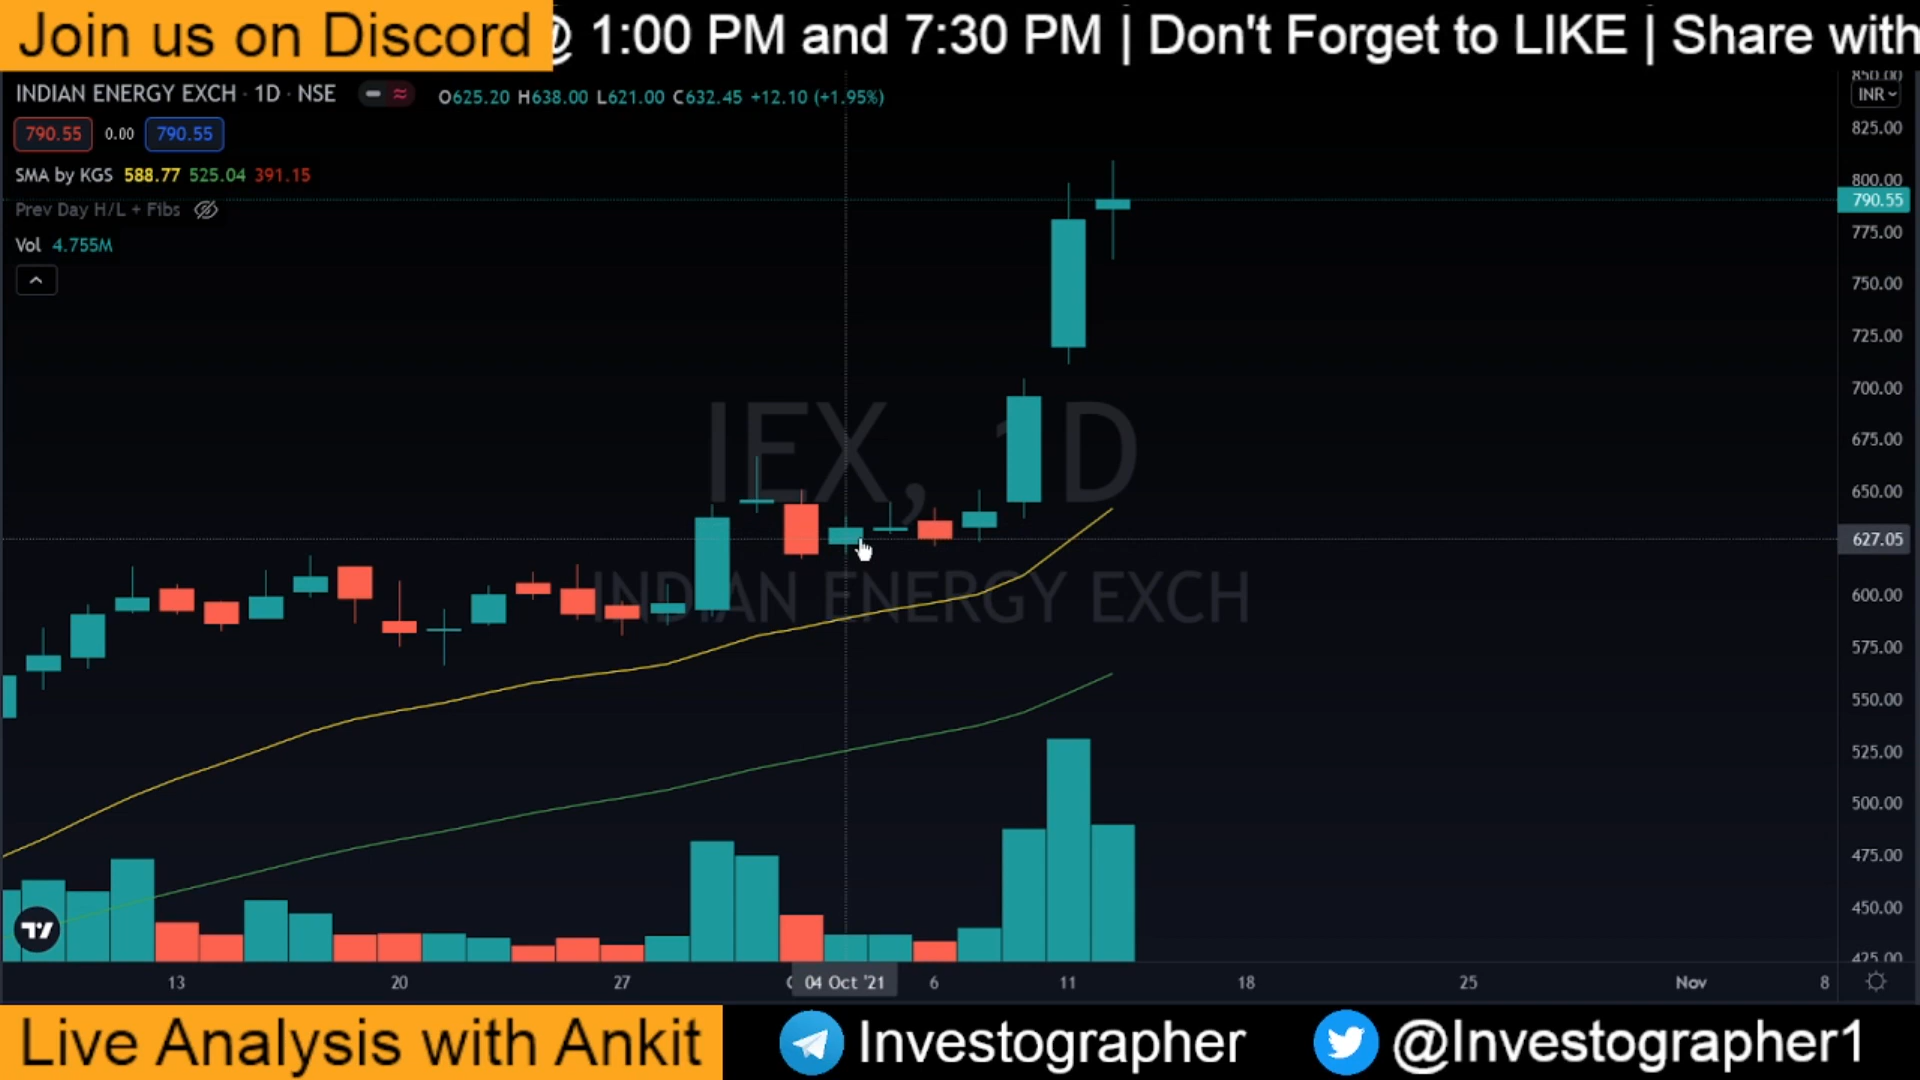 Join us on Discord
@ 1:00 PM and 7:30 PM | Don't Forget to LIKE | Share with
INDIAN ENERGY EXCH · 1D · NSE
O625.20 H638.00 L621.00 C632.45 +12.10 (+1.95%)
790.55 0.00 790.55
SMA by KGS 588.77 525.04 391.15
Prev Day H/L + Fibs
Vol 4.755M
IEX, 1D
INDIAN ENERGY EXCH
850.00
INR
825.00
800.00
790.55
775.00
750.00
725.00
700.00
675.00
650.00
627.05
600.00
575.00
550.00
525.00
500.00
475.00
450.00
425.00
13 20 27 04 Oct '21 6 11 18 25 Nov 8
Live Analysis with Ankit
Investographer
@Investographer1